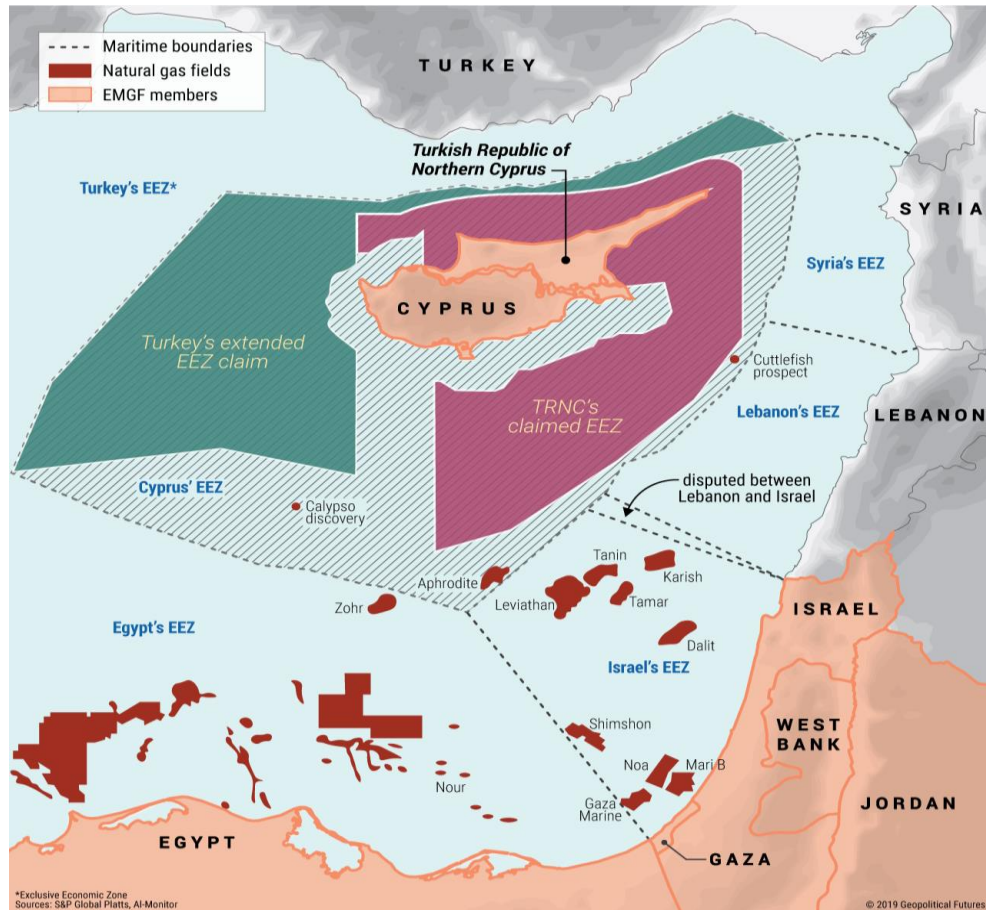 Maritime boundaries
Natural gas fields
EMGF members
TURKEY
Turkish Republic of
Northern Cyprus
Turkey's EEZ*
SYRIA
Syria's EEZ
CYPRUS
Turkey's extended
EEZ claim
Cuttlefish
prospect
TRNC's
claimed EEZ
Lebanon's EEZ
LEBANON
disputed between
Lebanon and Israel
Cyprus' EEZ
Calypso
discovery
Tanin
Karish
Aphrodite
Leviathan
Tamar
Zohr
ISRAEL
Egypt's EEZ
Dalit
Israel's EEZ
Shimshon
WEST
BANK
Noa
Mari B
Nour
Gaza
Marine
JORDAN
EGYPT
GAZA
*Exclusive Economic Zone
Sources: S&P Global Platts, Al-Monitor
© 2019 Geopolitical Futures